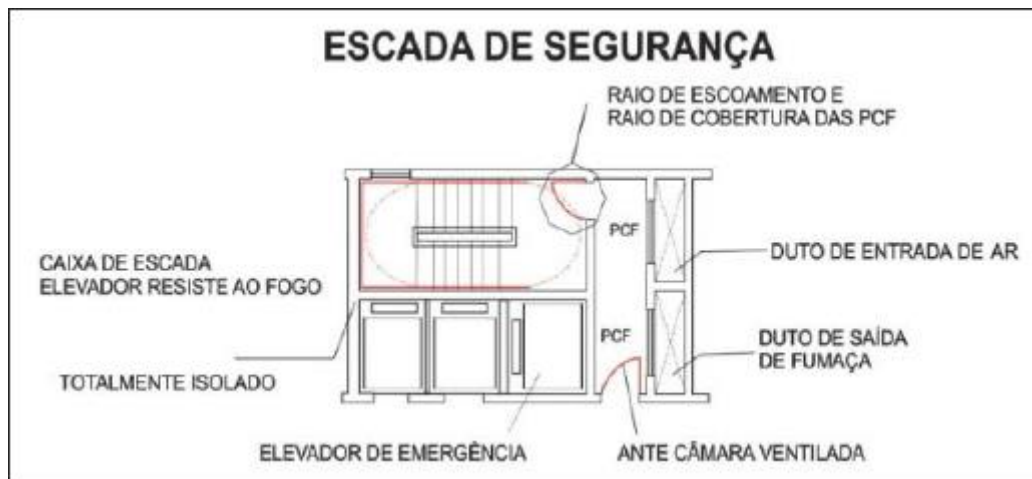 ESCADA DE SEGURANÇA
RAIO DE ESCOAMENTO E
RAIO DE COBERTURA DAS PCF
PCF
DUTO DE ENTRADA DE AR
CAIXA DE ESCADA
ELEVADOR RESISTE AO FOGO
PCF
DUTO DE SAÍDA
DE FUMAÇA
TOTALMENTE ISOLADO
ELEVADOR DE EMERGÊNCIA
ANTE CÂMARA VENTILADA